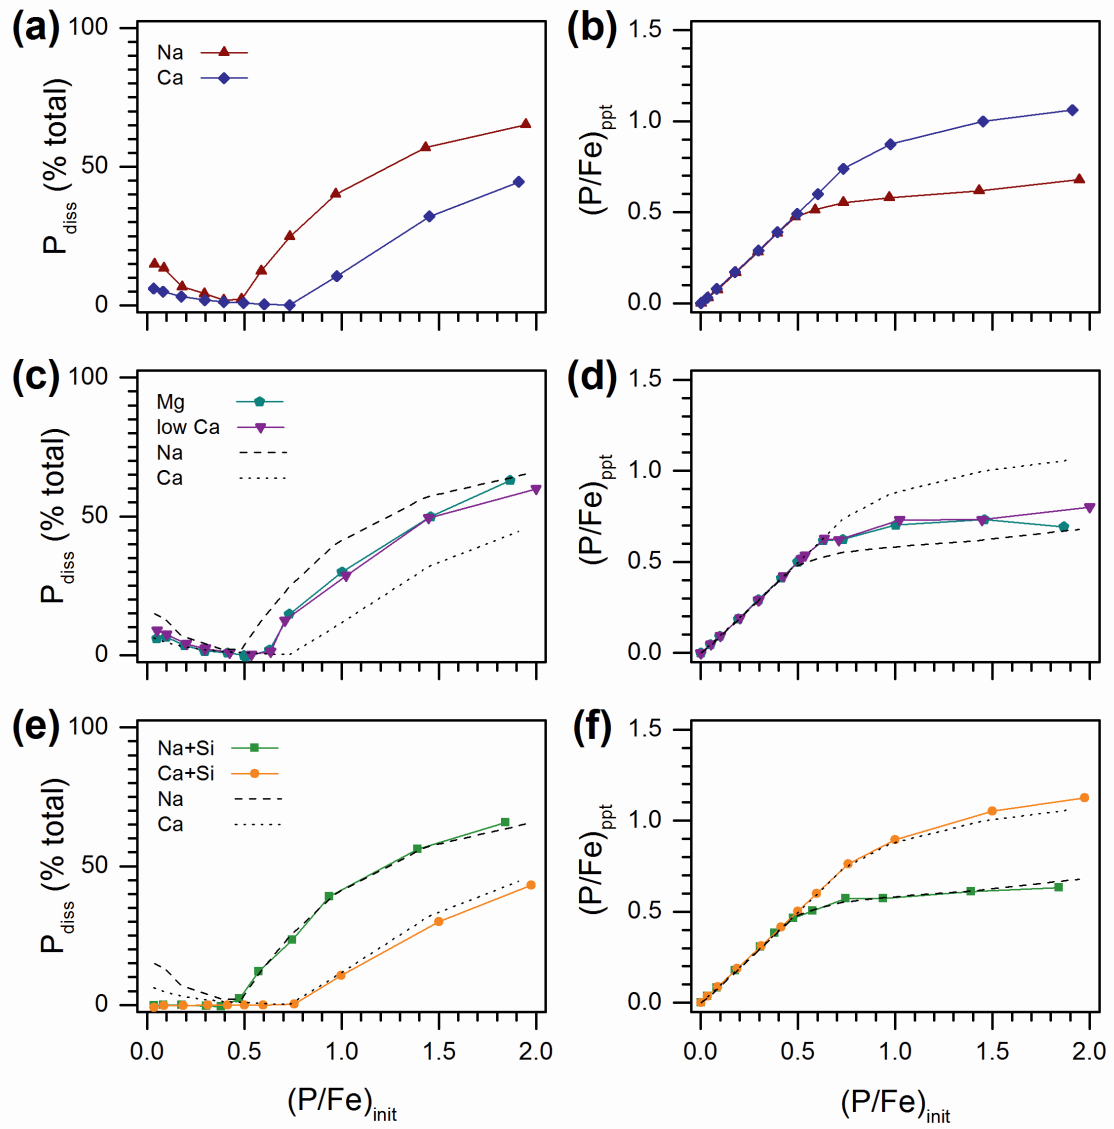 (a)
100
50
0
P_diss (% total)
Na
Ca
(b)
1.5
1.0
0.5
0.0
(P/Fe)_ppt
(c)
100
50
0
P_diss (% total)
Mg
low Ca
Na
Ca
(d)
1.5
1.0
0.5
0.0
(P/Fe)_ppt
(e)
100
50
0
P_diss (% total)
Na+Si
Ca+Si
Na
Ca
0.0 0.5 1.0 1.5 2.0
(P/Fe)_init
(f)
1.5
1.0
0.5
0.0
(P/Fe)_ppt
0.0 0.5 1.0 1.5 2.0
(P/Fe)_init